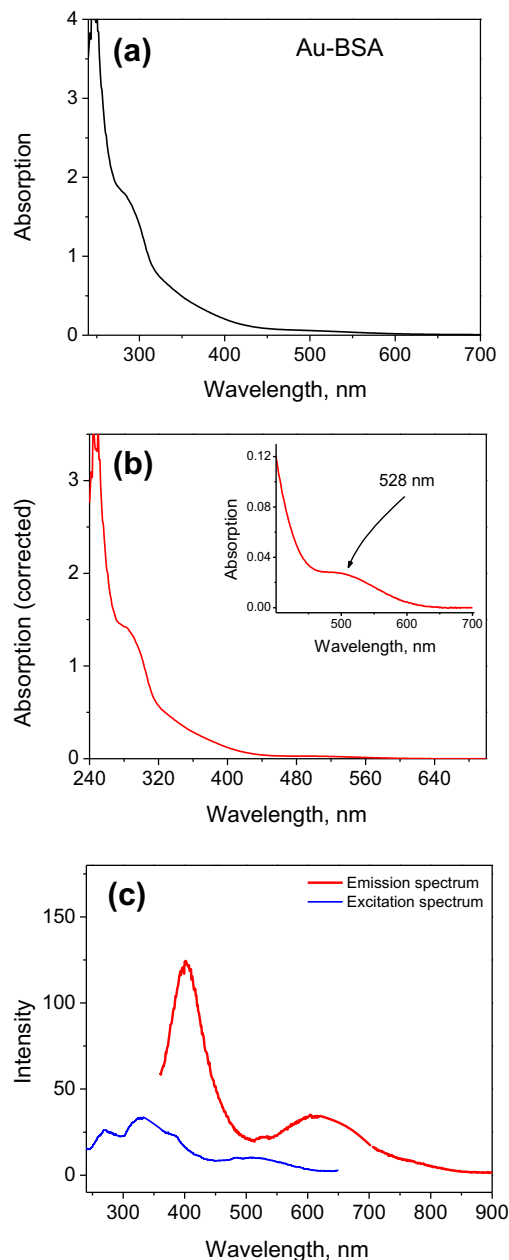 (a) Au-BSA
4
3
2
1
0
Absorption
300 400 500 600 700
Wavelength, nm
(b)
3
2
1
0
Absorption (corrected)
0.12
0.08
0.04
0.00
Absorption
528 nm
500 600 700
Wavelength, nm
240 320 400 480 560 640
Wavelength, nm
(c)
Emission spectrum
Excitation spectrum
150
125
75
50
25
0
Intensity
300 400 500 600 700 800 900
Wavelength, nm